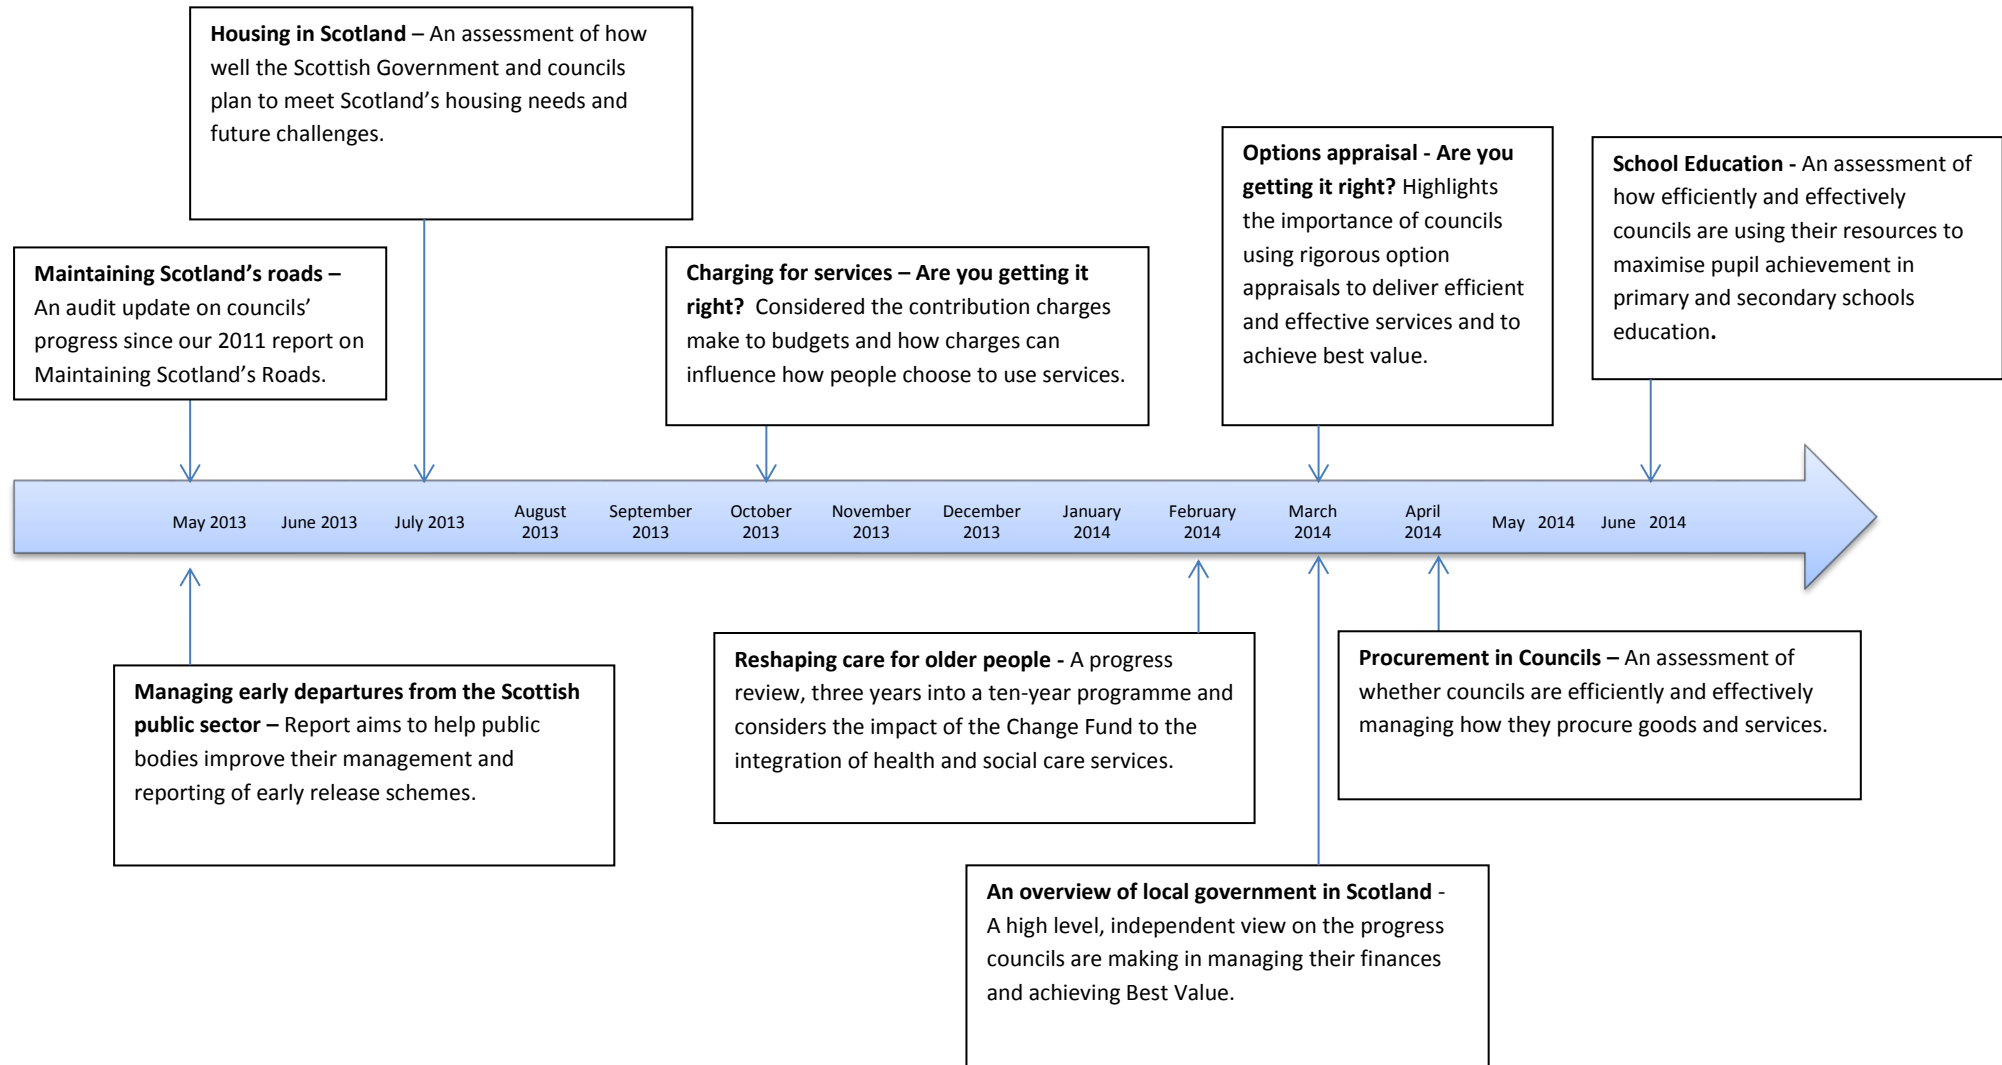 Housing in Scotland – An assessment of how
well the Scottish Government and councils
plan to meet Scotland’s housing needs and
future challenges.
Maintaining Scotland’s roads –
An audit update on councils’
progress since our 2011 report on
Maintaining Scotland’s Roads.
Charging for services – Are you getting it
right?  Considered the contribution charges
make to budgets and how charges can
influence how people choose to use services.
Options appraisal - Are you
getting it right? Highlights
the importance of councils
using rigorous option
appraisals to deliver efficient
and effective services and to
achieve best value.
School Education - An assessment of
how efficiently and effectively
councils are using their resources to
maximise pupil achievement in
primary and secondary schools
education.
May 2013
June 2013
July 2013
August
2013
September
2013
October
2013
November
2013
December
2013
January
2014
February
2014
March
2014
April
2014
May   2014
June   2014
Managing early departures from the Scottish
public sector – Report aims to help public
bodies improve their management and
reporting of early release schemes.
Reshaping care for older people - A progress
review, three years into a ten-year programme and
considers the impact of the Change Fund to the
integration of health and social care services.
Procurement in Councils – An assessment of
whether councils are efficiently and effectively
managing how they procure goods and services.
An overview of local government in Scotland -
A high level, independent view on the progress
councils are making in managing their finances
and achieving Best Value.